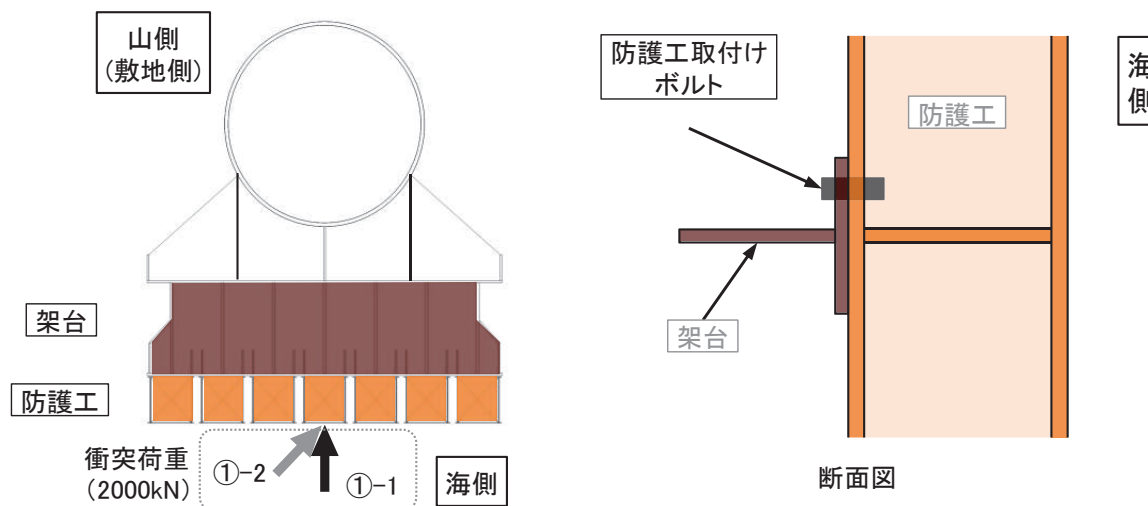 山側
(敷地側)
架台
防護工
衝突荷重
(2000kN)
①-2
①-1
海側
防護工取付け
ボルト
防護工
海
側
架台
断面図